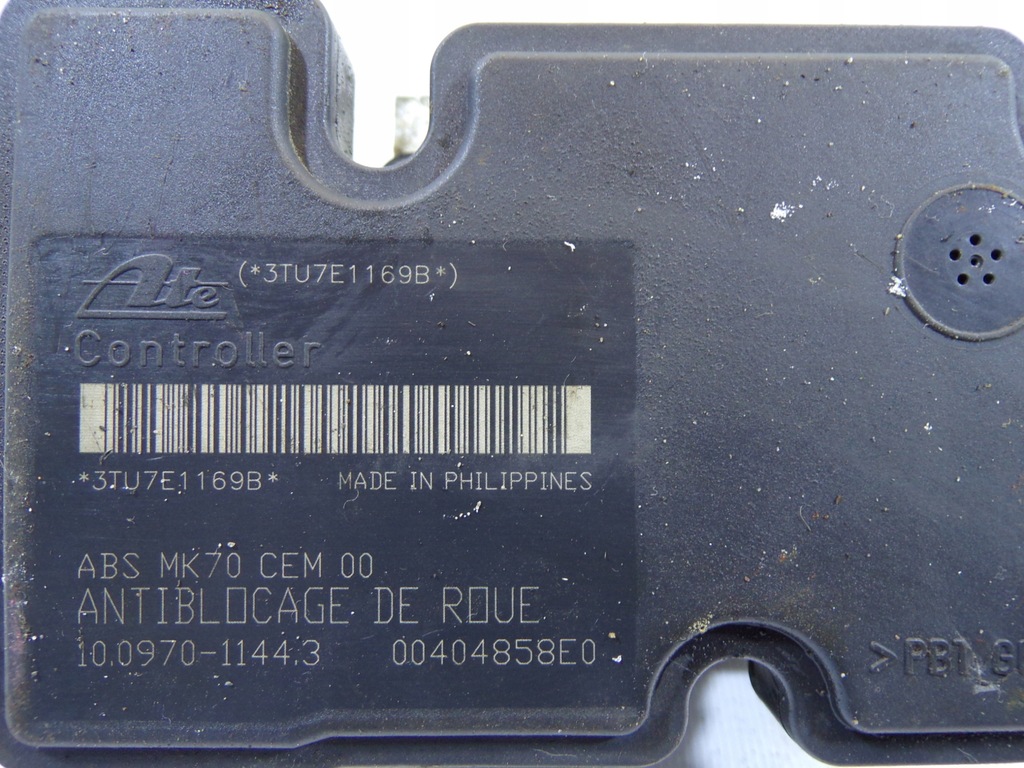 Ate (*3TU7E1169B*)
Controller
*3TU7E1169B* MADE IN PHILIPPINES
ABS MK70 CEM 00
ANTIBLOCAGE DE ROUE
10.0970-1144.3 00404858E0
>PBT